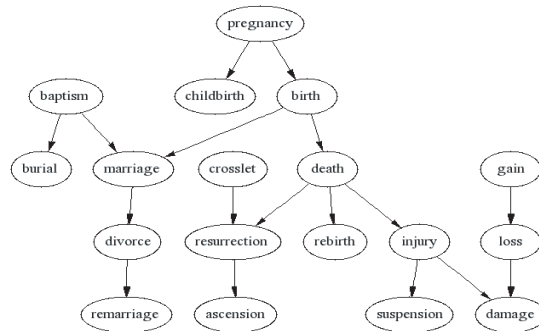 pregnancy
baptism childbirth birth
burial marriage crosslet death gain
divorce resurrection rebirth injury loss
remarriage ascension suspension damage